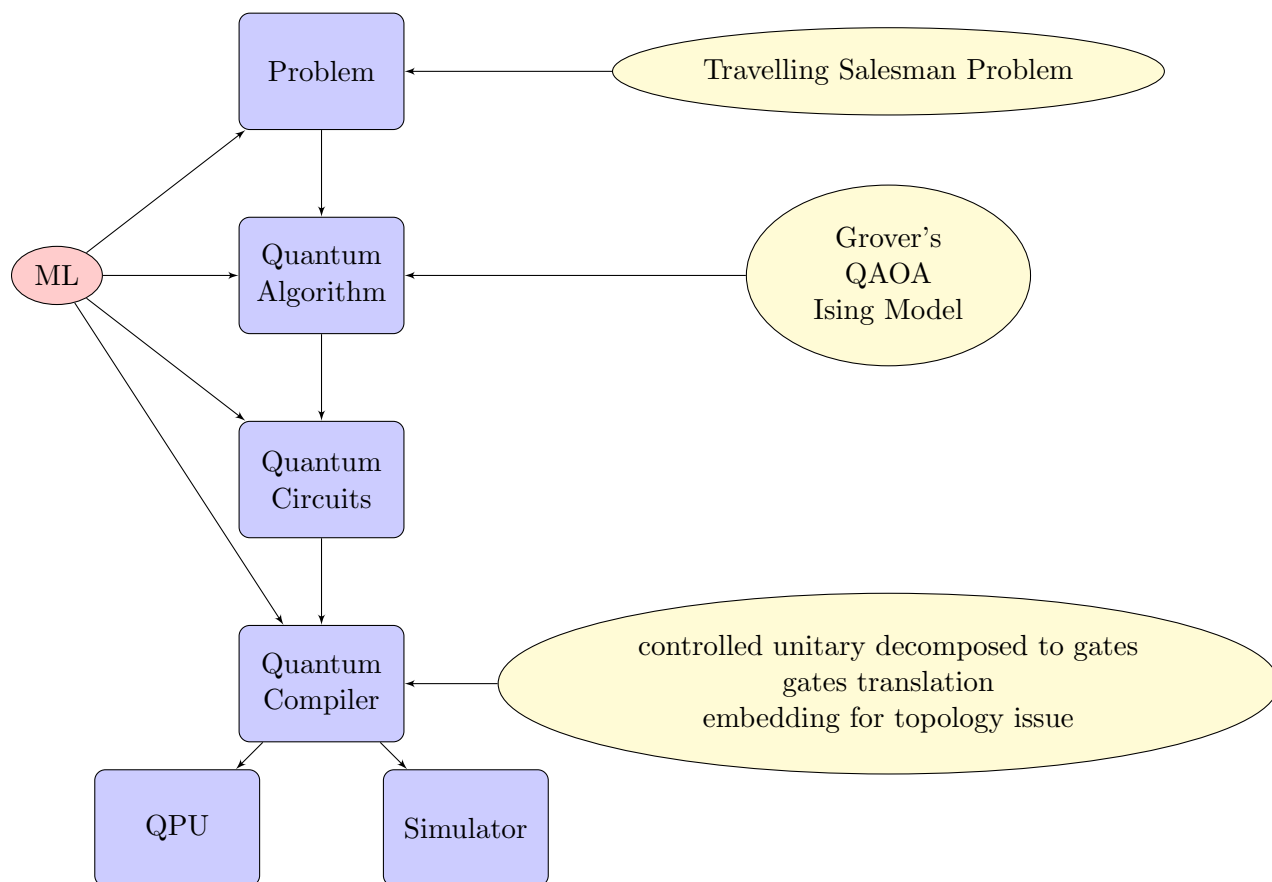 Problem
Travelling Salesman Problem
ML
Quantum
Algorithm
Grover's
QAOA
Ising Model
Quantum
Circuits
Quantum
Compiler
controlled unitary decomposed to gates
gates translation
embedding for topology issue
QPU
Simulator